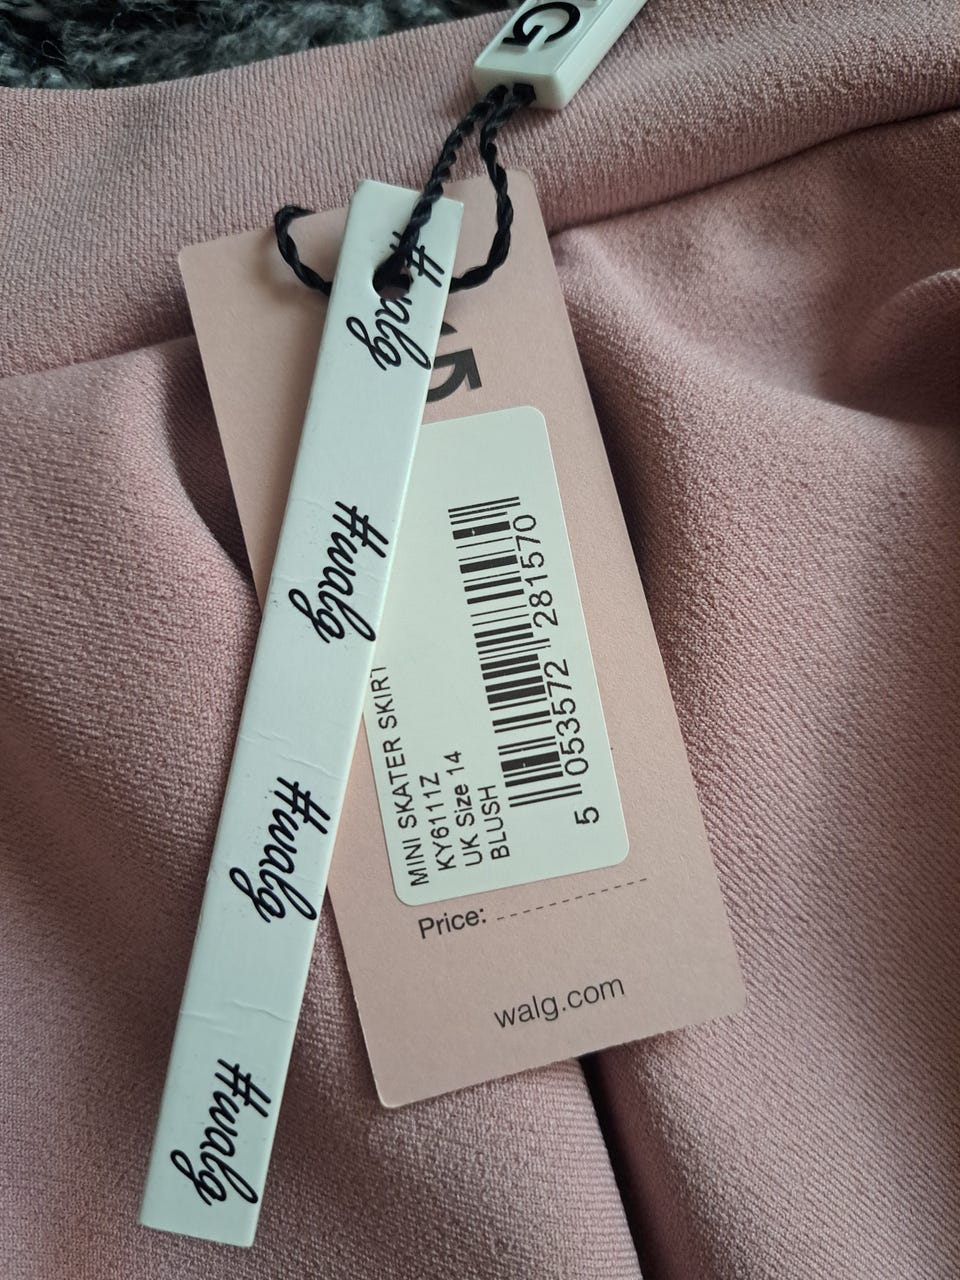 #walg
#walg
#walg
#walg
MINI SKATER SKIRT
KY6111Z
UK Size 14
BLUSH
5 053572 281570
Price:
walg.com